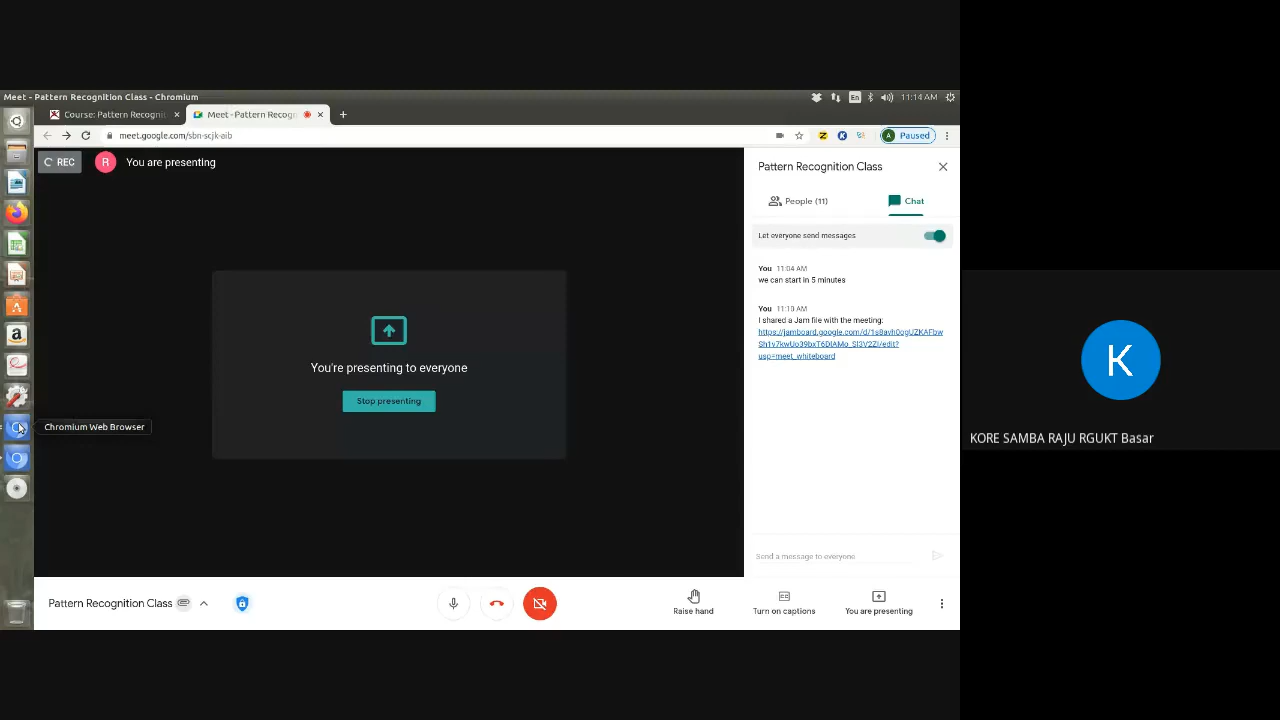 Meet - Pattern Recognition Class - Chromium
En
11:14 AM
Course: Pattern Recognit
Meet - Pattern Recogn
meet.google.com/sbn-scjk-aib
A Paused
REC
R
You are presenting
Pattern Recognition Class
People (11)
Chat
Let everyone send messages
You 11:04 AM
we can start in 5 minutes
You 11:10 AM
I shared a Jam file with the meeting:
usp=meet_whiteboard
You're presenting to everyone
Stop presenting
Chromium Web Browser
K
KORE SAMBA RAJU RGUKT Basar
Send a message to everyone
Pattern Recognition Class
Raise hand
Turn on captions
You are presenting